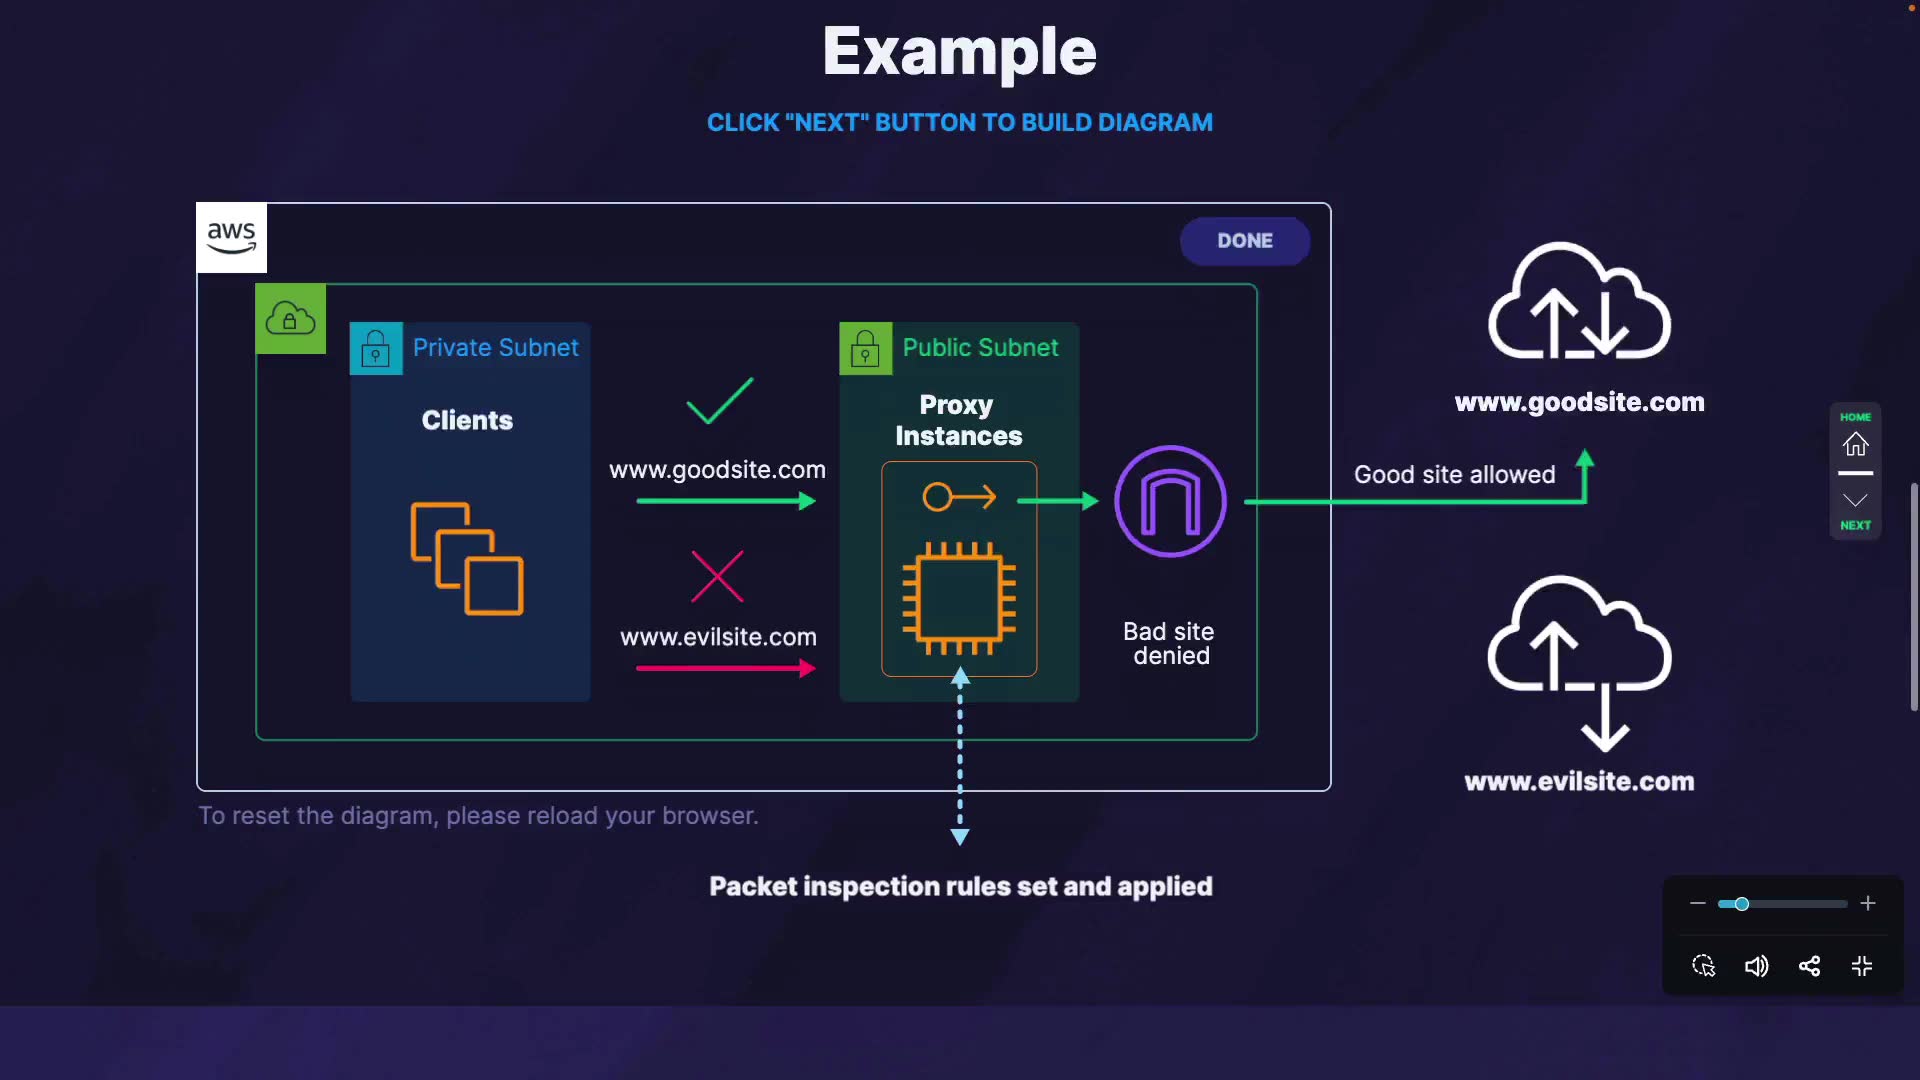 Example
CLICK "NEXT" BUTTON TO BUILD DIAGRAM
aws
DONE
Private Subnet
Public Subnet
Clients
Proxy
Instances
www.goodsite.com
www.evilsite.com
Bad site
denied
Good site allowed
www.goodsite.com
www.evilsite.com
HOME
NEXT
To reset the diagram, please reload your browser.
Packet inspection rules set and applied